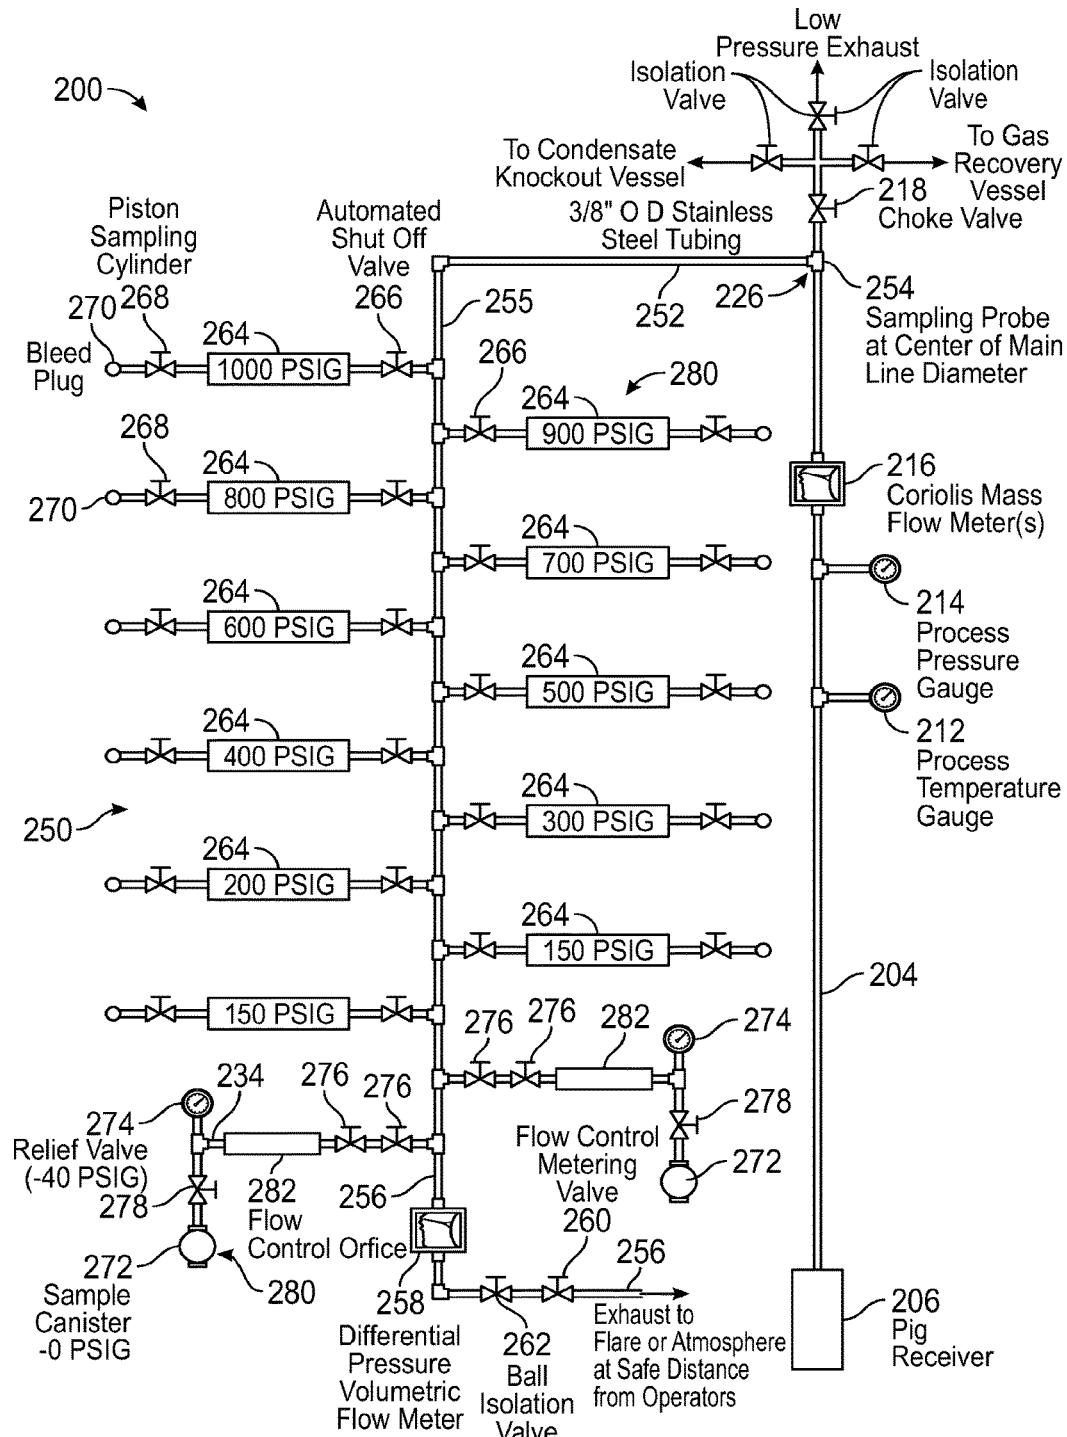 Low
Pressure Exhaust
Isolation
Valve
Isolation
Valve
200
To Condensate
Knockout Vessel
To Gas
Recovery
Vessel
218
Choke Valve
3/8" O D Stainless
Steel Tubing
Piston
Sampling
Cylinder
Automated
Shut Off
Valve
270
268
264
266
255
252
226
254
Sampling Probe
at Center of Main
Line Diameter
Bleed
Plug
1000 PSIG
266
280
264
900 PSIG
268
264
270
800 PSIG
216
Coriolis Mass
Flow Meter(s)
264
700 PSIG
214
Process
Pressure
Gauge
264
600 PSIG
264
500 PSIG
212
Process
Temperature
Gauge
264
400 PSIG
250
264
300 PSIG
264
200 PSIG
264
150 PSIG
204
150 PSIG
276
276
282
274
234
276
276
278
274
Relief Valve
(-40 PSIG)
278
282
Flow
Control Orfice
256
Flow Control
Metering
Valve
260
272
272
Sample
Canister
-0 PSIG
280
258
Differential
Pressure
Volumetric
Flow Meter
262
Ball
Isolation
Valve
256
Exhaust to
Flare or Atmosphere
at Safe Distance
from Operators
206
Pig
Receiver